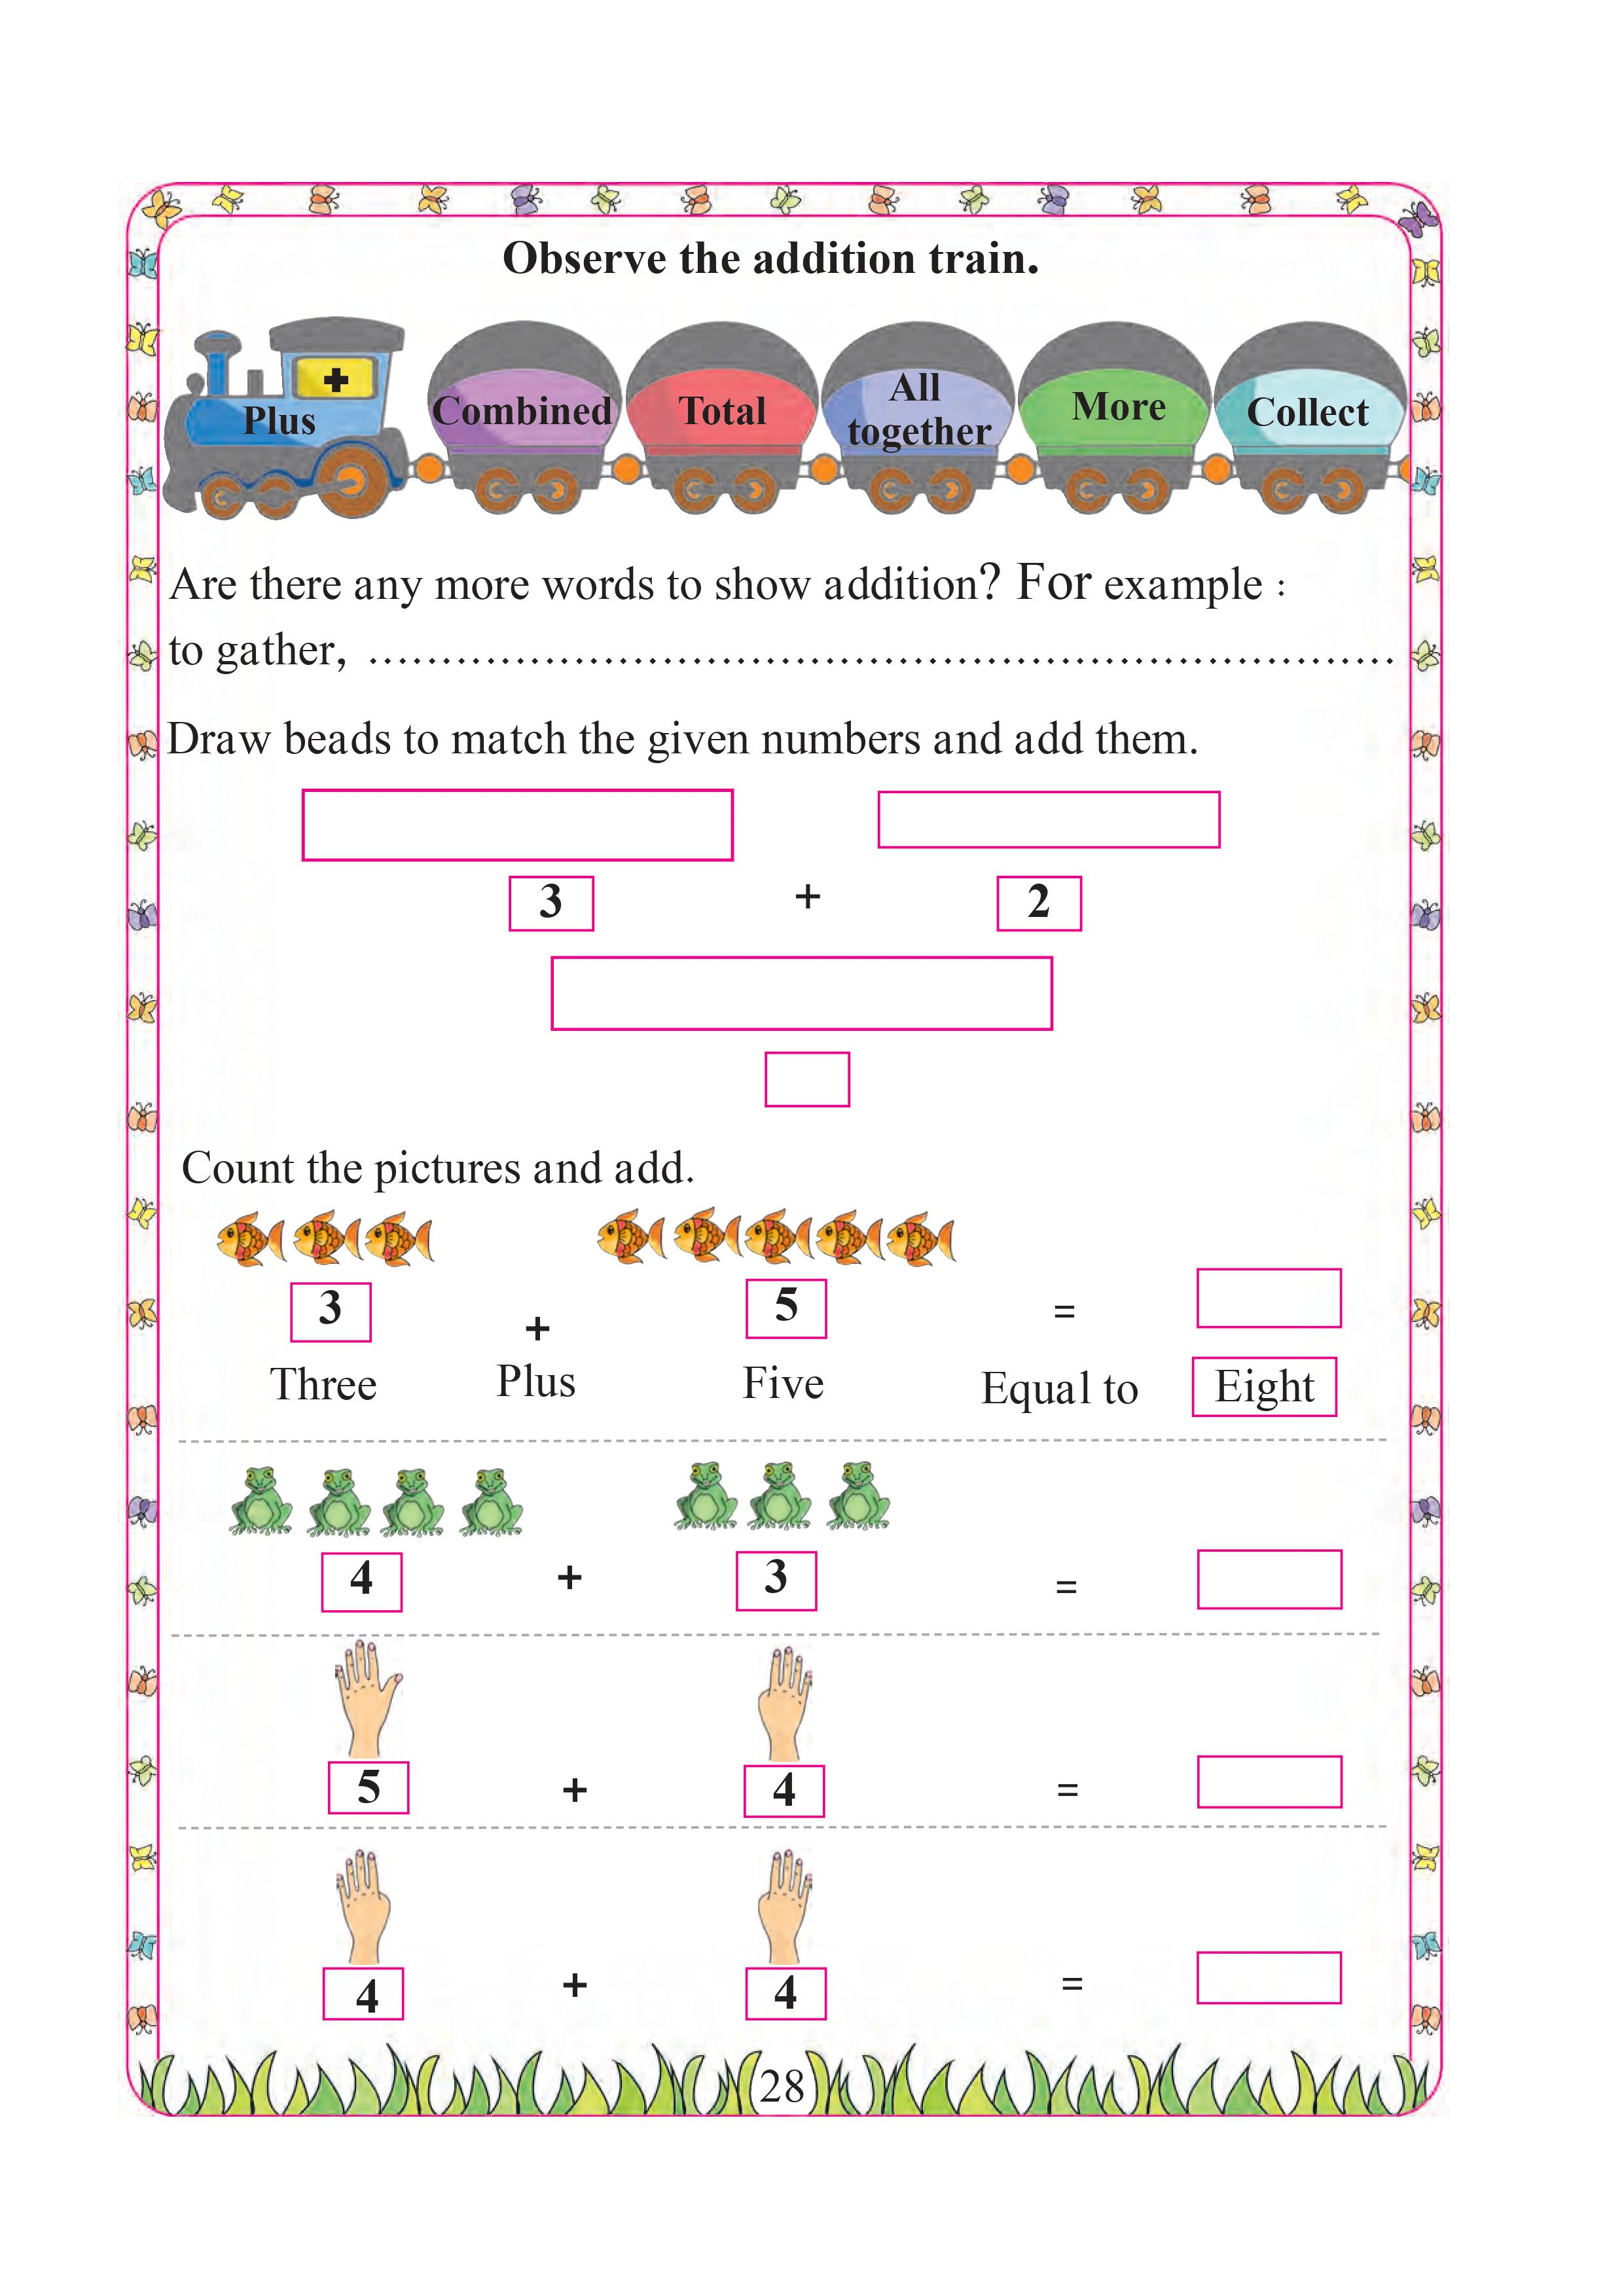 Observe the addition train.
+
Plus
Combined
Total
All
together
More
Collect
Are there any more words to show addition? For example :
to gather, ......................................................................
Draw beads to match the given numbers and add them.
3 + 2
Count the pictures and add.
3 + 5 =
Three Plus Five Equal to Eight
4 + 3 =
5 + 4 =
4 + 4 =
28